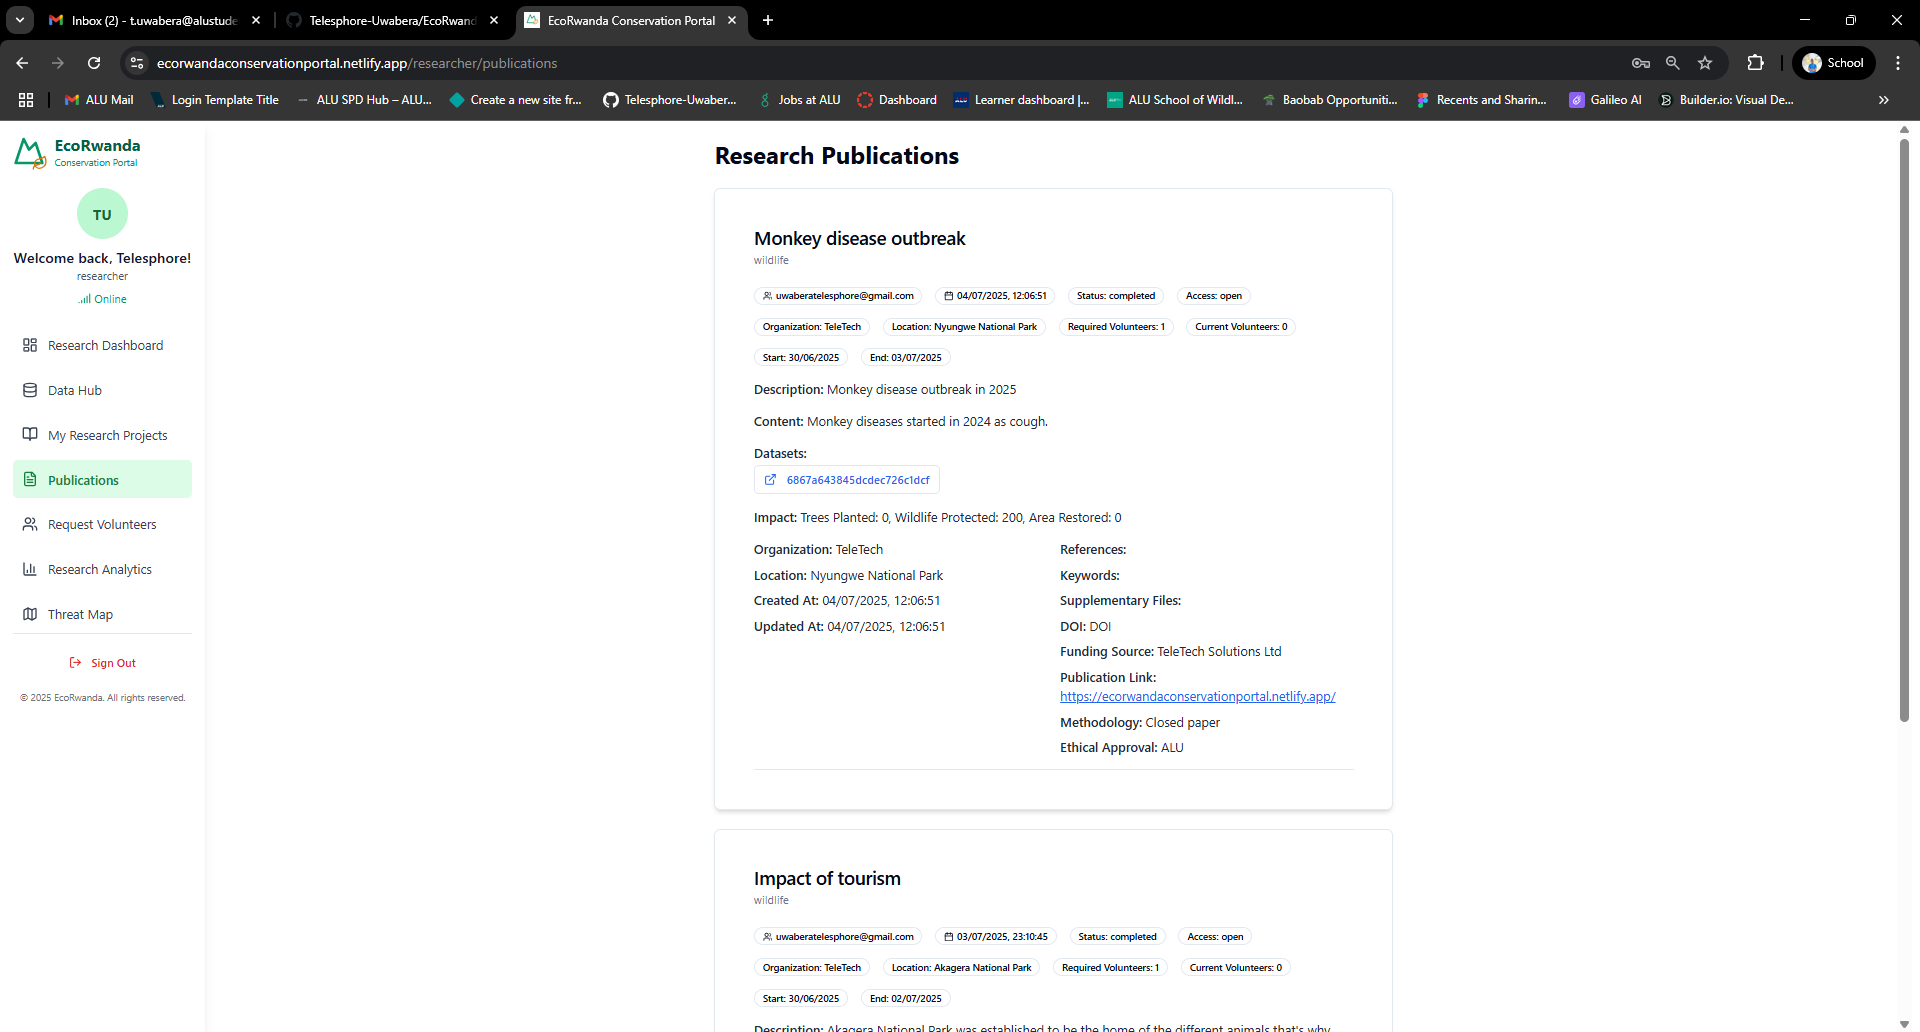 Inbox (2) - t.uwabera@alustude
Telesphore-Uwabera/EcoRwand
EcoRwanda Conservation Portal
ecorwandaconservationportal.netlify.app/researcher/publications
School
ALU Mail
Login Template Title
ALU SPD Hub – ALU...
Create a new site fr...
Telesphore-Uwaber...
Jobs at ALU
Dashboard
Learner dashboard |...
ALU School of Wildl...
Baobab Opportuniti...
Recents and Sharin...
Galileo AI
Builder.io: Visual De...
EcoRwanda
Conservation Portal
TU
Welcome back, Telesphore!
researcher
Online
Research Dashboard
Data Hub
My Research Projects
Publications
Request Volunteers
Research Analytics
Threat Map
Sign Out
© 2025 EcoRwanda. All rights reserved.
Research Publications
Monkey disease outbreak
wildlife
uwaberatelesphore@gmail.com 04/07/2025, 12:06:51 Status: completed Access: open
Organization: TeleTech Location: Nyungwe National Park Required Volunteers: 1 Current Volunteers: 0
Start: 30/06/2025 End: 03/07/2025
Description: Monkey disease outbreak in 2025
Content: Monkey diseases started in 2024 as cough.
Datasets:
6867a643845dcdec726c1dcf
Impact: Trees Planted: 0, Wildlife Protected: 200, Area Restored: 0
Organization: TeleTech
Location: Nyungwe National Park
Created At: 04/07/2025, 12:06:51
Updated At: 04/07/2025, 12:06:51
References:
Keywords:
Supplementary Files:
DOI: DOI
Funding Source: TeleTech Solutions Ltd
Publication Link:
https://ecorwandaconservationportal.netlify.app/
Methodology: Closed paper
Ethical Approval: ALU
Impact of tourism
wildlife
uwaberatelesphore@gmail.com 03/07/2025, 23:10:45 Status: completed Access: open
Organization: TeleTech Location: Akagera National Park Required Volunteers: 1 Current Volunteers: 0
Start: 30/06/2025 End: 02/07/2025
Description: Akagera National Park was established to be the home of the different animals that's why